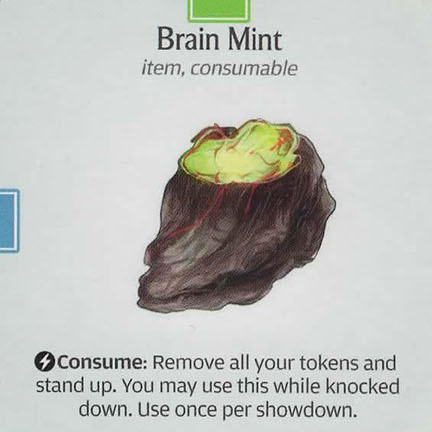 Brain Mint
item, consumable
Consume: Remove all your tokens and
stand up. You may use this while knocked
down. Use once per showdown.